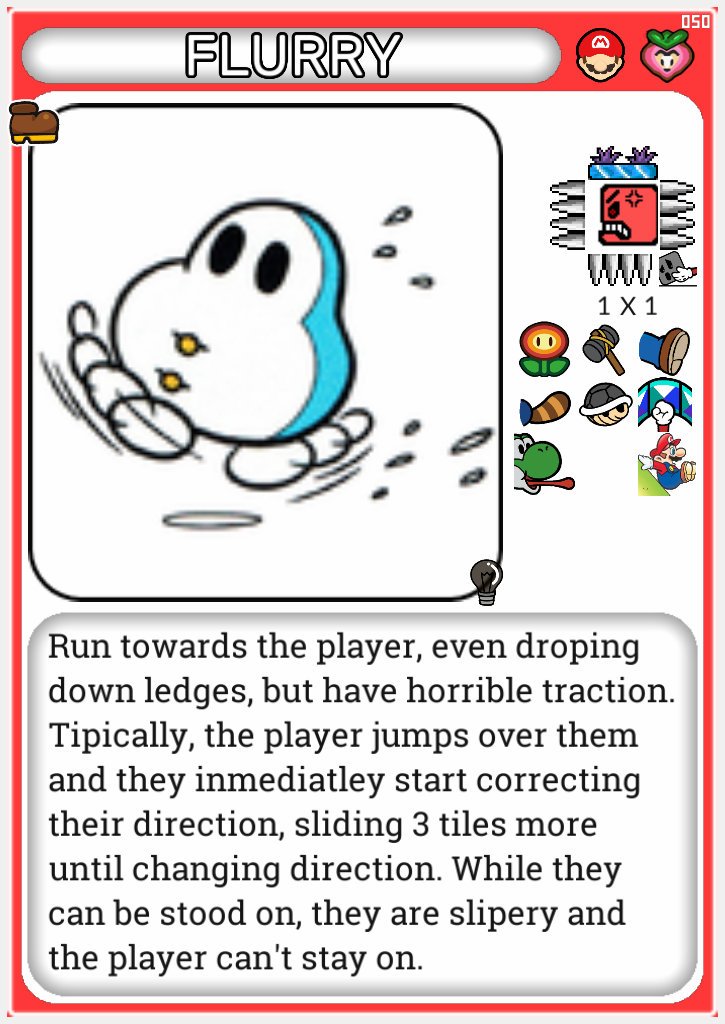 050
FLURRY
1 X 1
Run towards the player, even droping
down ledges, but have horrible traction.
Tipically, the player jumps over them
and they inmediatley start correcting
their direction, sliding 3 tiles more
until changing direction. While they
can be stood on, they are slipery and
the player can't stay on.